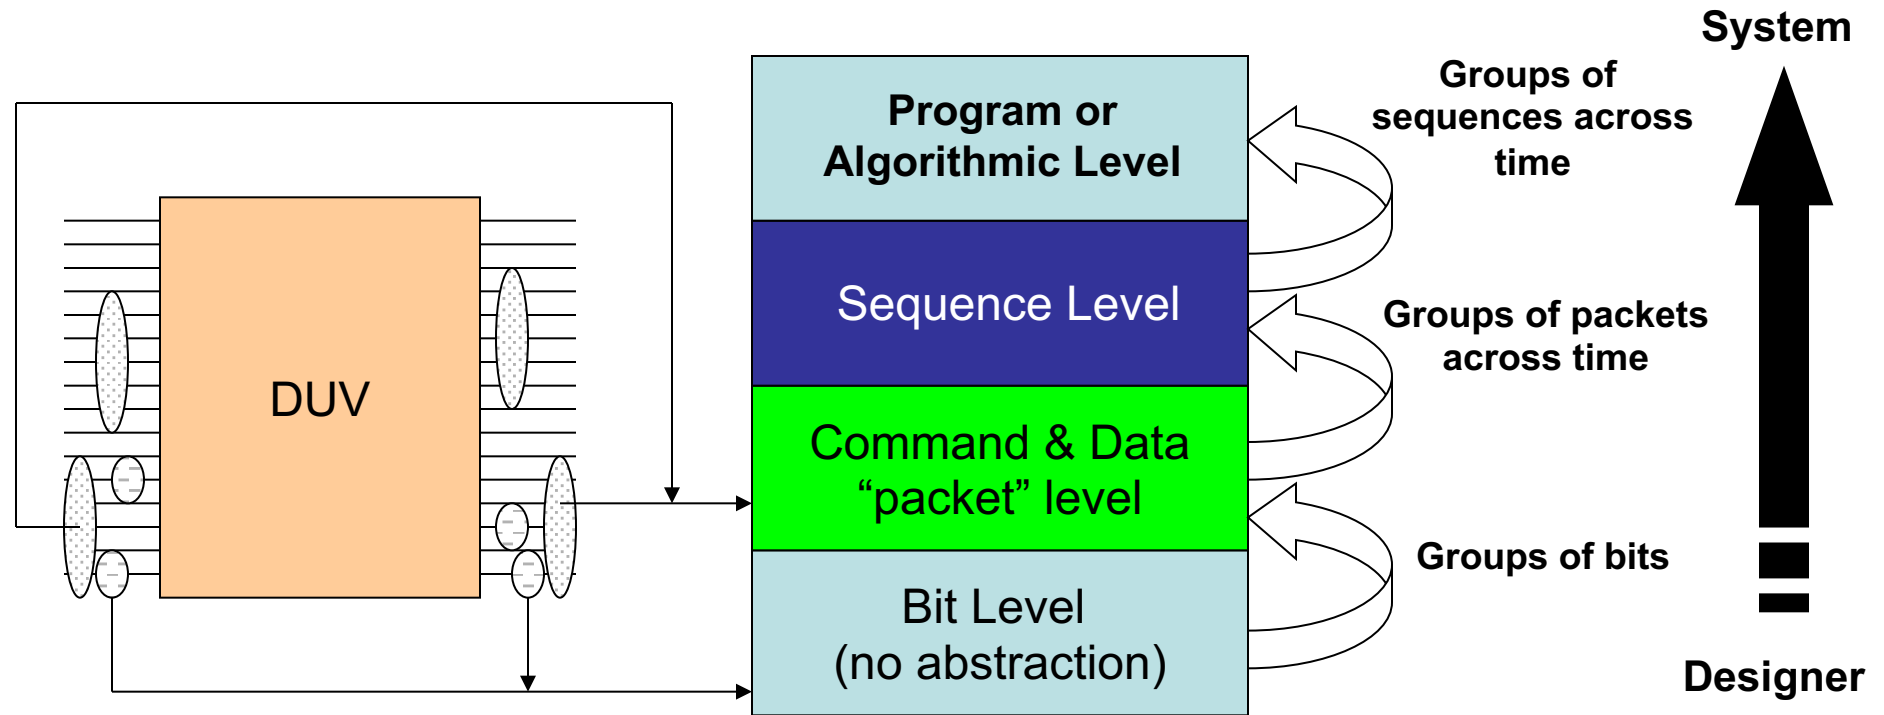 System
Groups of
sequences across
time
Program or
Algorithmic Level
Sequence Level
Groups of packets
across time
DUV
Command & Data
“packet” level
Groups of bits
Bit Level
(no abstraction)
Designer